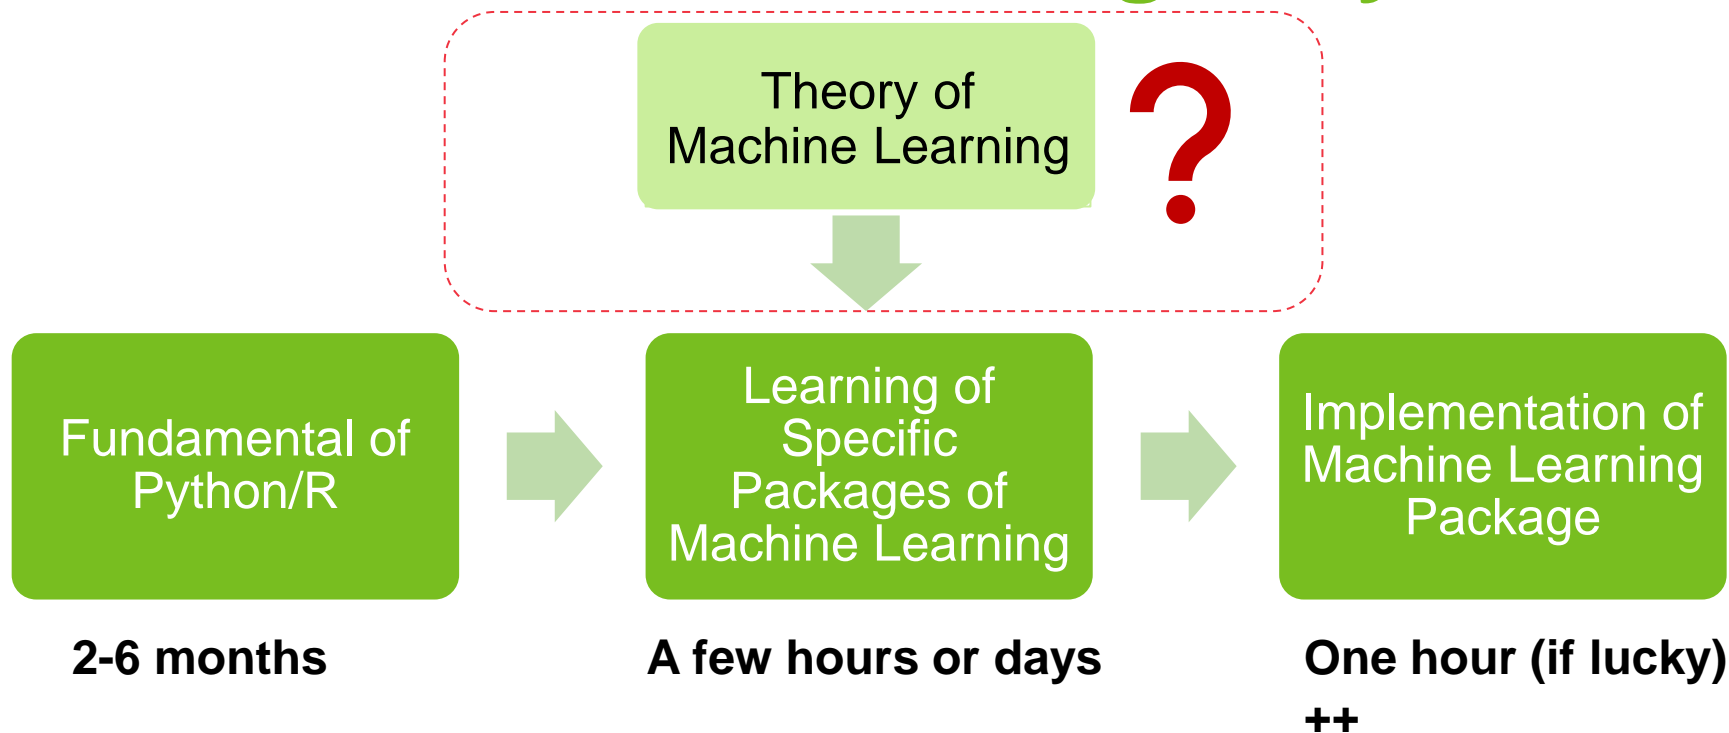 Theory of
Machine Learning
?
Fundamental of
Python/R
Learning of
Specific
Packages of
Machine Learning
Implementation of
Machine Learning
Package
2-6 months
A few hours or days
One hour (if lucky)
++